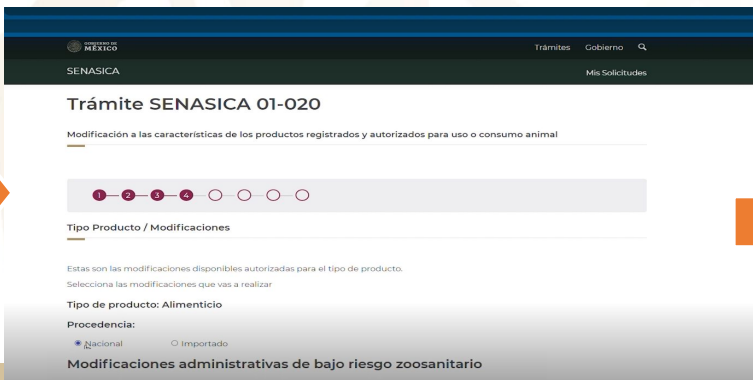 GOBIERNO DE
MÉXICO
Trámites Gobierno
SENASICA
Mis Solicitudes
Trámite SENASICA 01-020
Modificación a las características de los productos registrados y autorizados para uso o consumo animal
1 2 3 4
Tipo Producto / Modificaciones
Estas son las modificaciones disponibles autorizadas para el tipo de producto.
Selecciona las modificaciones que vas a realizar
Tipo de producto: Alimenticio
Procedencia:
Nacional Importado
Modificaciones administrativas de bajo riesgo zoosanitario